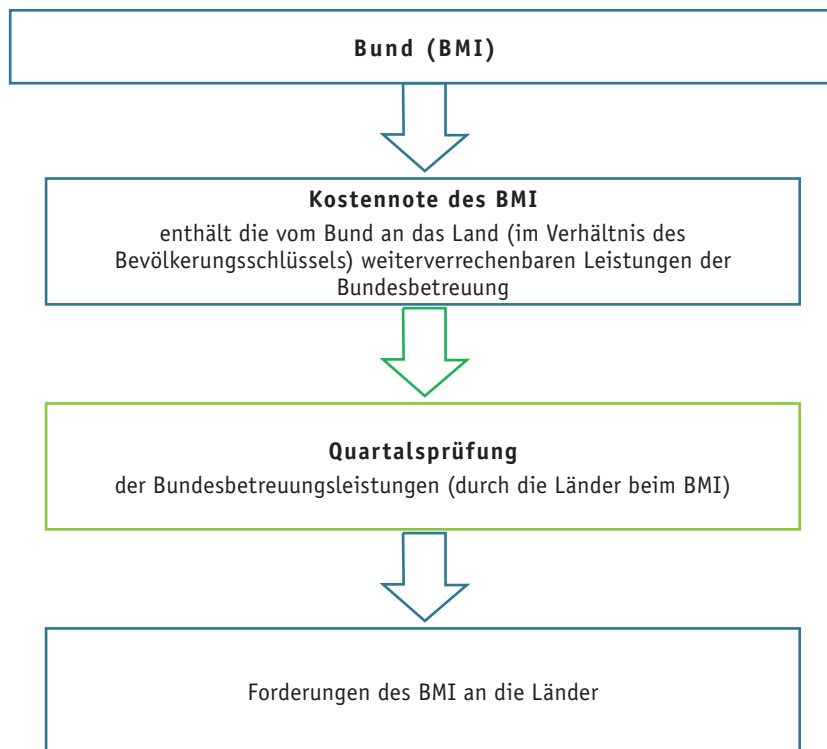 Bund (BMI)
Kostennote des BMI
enthält die vom Bund an das Land (im Verhältnis des
Bevölkerungsschlüssels) weiterverrechenbaren Leistungen der
Bundesbetreuung
Quartalsprüfung
der Bundesbetreuungsleistungen (durch die Länder beim BMI)
Forderungen des BMI an die Länder